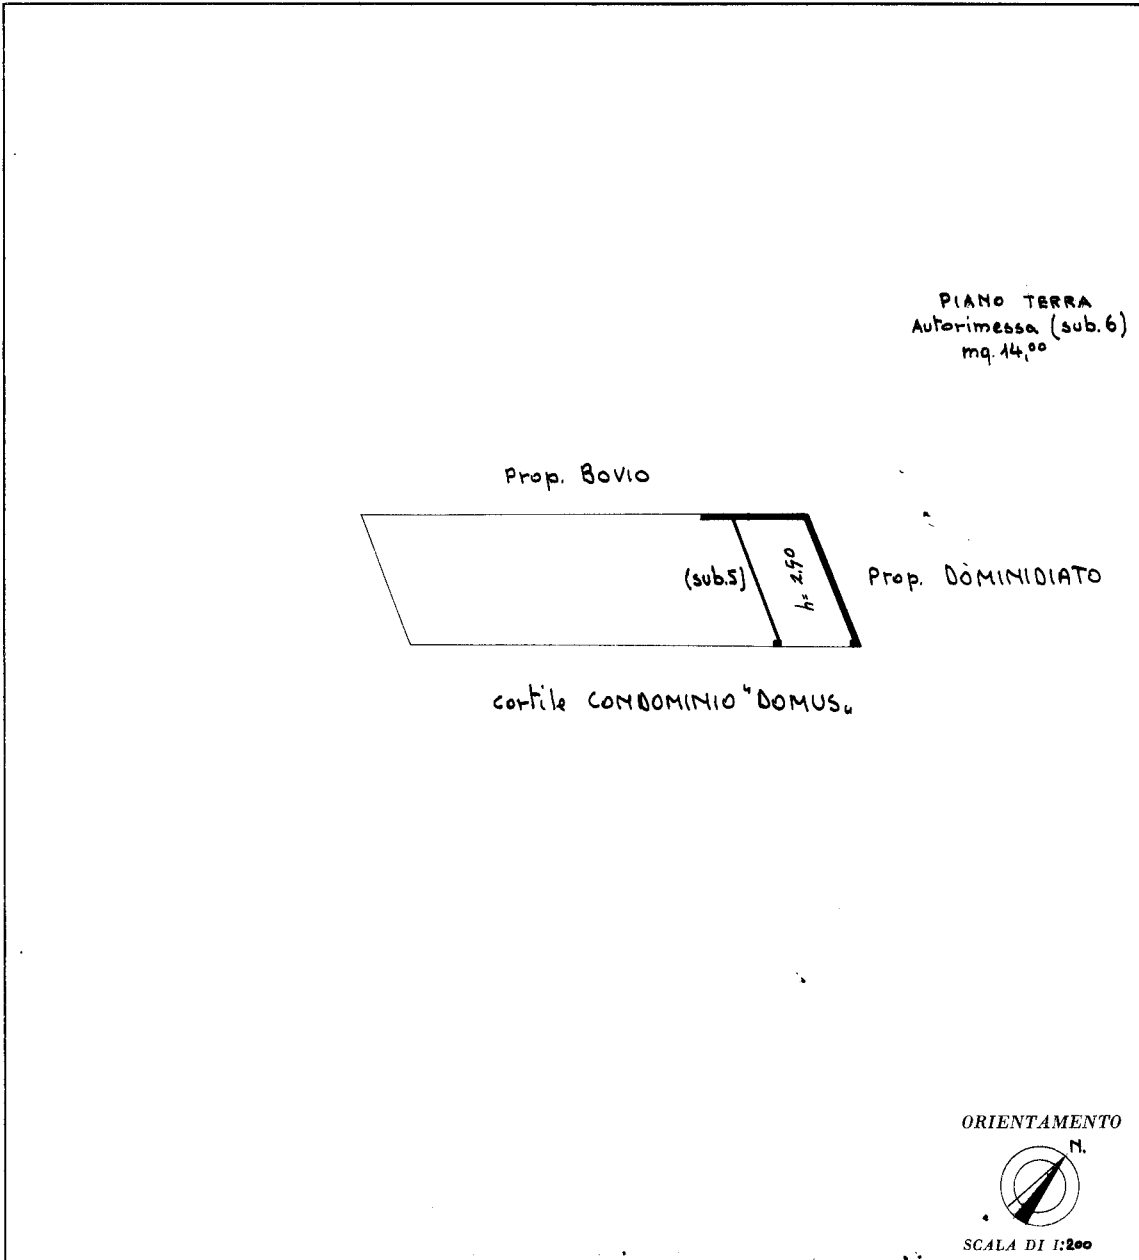 PIANO TERRA
Autorimessa (sub. 6)
mq. 14,00
Prop. BOVIO
(sub.5)
h= 2.90
Prop. DOMINIDIATO
cortile CONDOMINIO "DOMUS"
ORIENTAMENTO
N.
SCALA DI 1:200